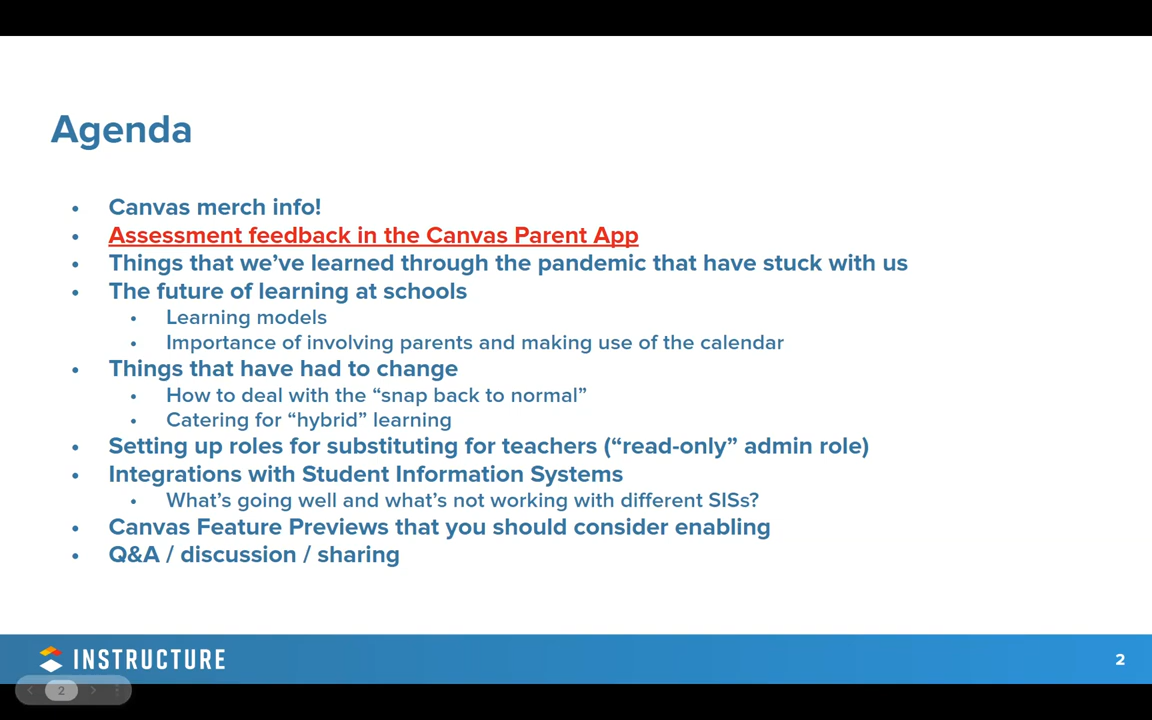 Agenda
• Canvas merch info!
• Assessment feedback in the Canvas Parent App
• Things that we’ve learned through the pandemic that have stuck with us
• The future of learning at schools
• Learning models
• Importance of involving parents and making use of the calendar
• Things that have had to change
• How to deal with the “snap back to normal”
• Catering for “hybrid” learning
• Setting up roles for substituting for teachers (“read-only” admin role)
• Integrations with Student Information Systems
• What’s going well and what’s not working with different SISs?
• Canvas Feature Previews that you should consider enabling
• Q&A / discussion / sharing
INSTRUCTURE
2
2